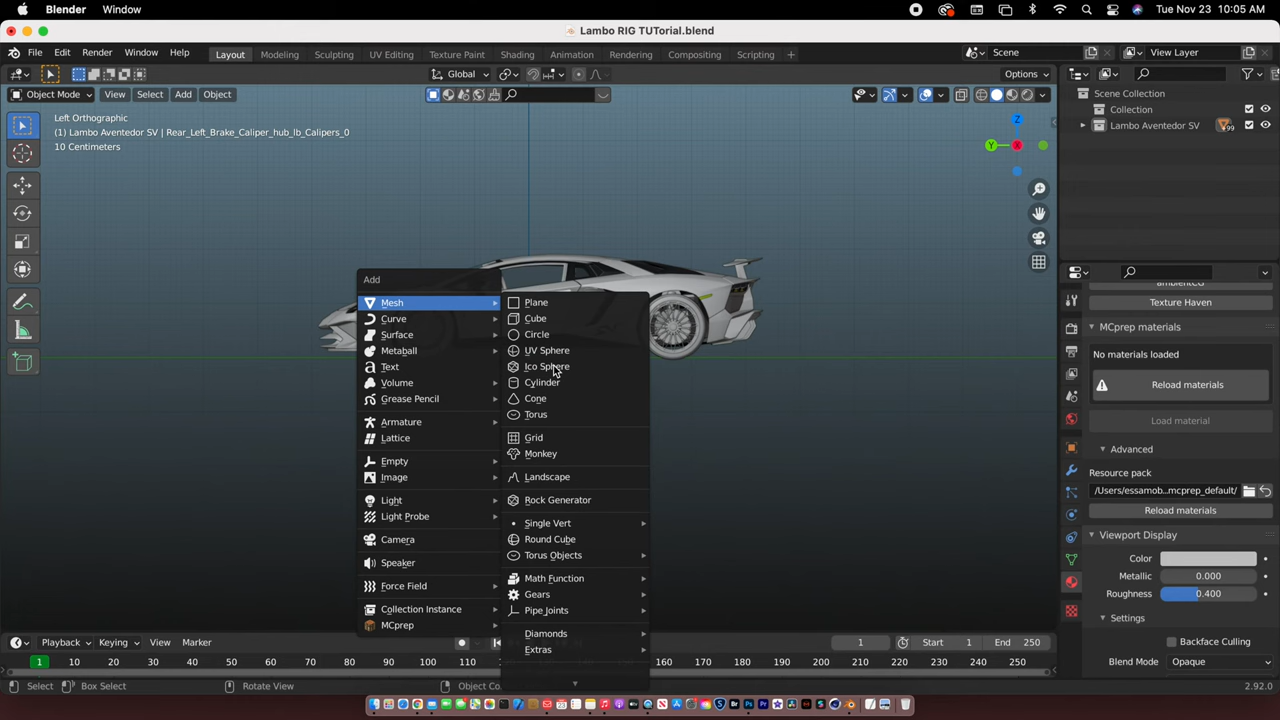 Blender Window Tue Nov 23 10:05 AM
Lambo RIG TUTorial.blend
File Edit Render Window Help Layout Modeling Sculpting UV Editing Texture Paint Shading Animation Rendering Compositing Scripting + Scene View Layer
Global Options
Object Mode View Select Add Object
Scene Collection
Collection
Lambo Aventedor SV 99
Left Orthographic
(1) Lambo Aventedor SV | Rear_Left_Brake_Caliper_hub_lb_Calipers_0
10 Centimeters
Z
Y X
Add
Mesh
Curve
Surface
Metaball
Text
Volume
Grease Pencil
Armature
Lattice
Empty
Image
Light
Light Probe
Camera
Speaker
Force Field
Collection Instance
MCprep
Plane
Cube
Circle
UV Sphere
Ico Sphere
Cylinder
Cone
Torus
Grid
Monkey
Landscape
Rock Generator
Single Vert
Round Cube
Torus Objects
Math Function
Gears
Pipe Joints
Diamonds
Extras
Texture Haven
MCprep materials
No materials loaded
Reload materials
Load material
Advanced
Resource pack
/Users/essamob...mcprep_default/
Reload materials
Viewport Display
Color
Metallic 0.000
Roughness 0.400
Settings
Backface Culling
Blend Mode Opaque
Playback Keying View Marker 1 Start 1 End 250
1 10 20 30 40 50 60 70 80 90 100 110 160 170 180 190 200 210 220 230 240 250
Select Box Select Rotate View Object Co 2.92.0